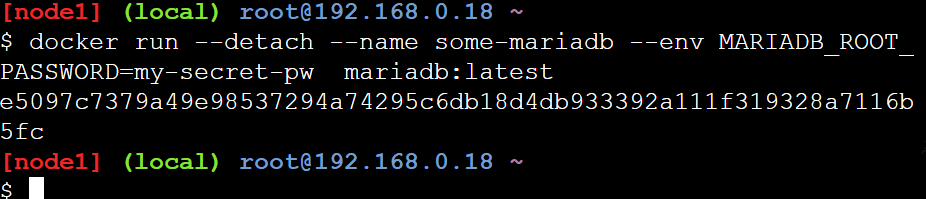 [node1] (local) root@192.168.0.18 ~
$ docker run --detach --name some-mariadb --env MARIADB_ROOT_
PASSWORD=my-secret-pw  mariadb:latest
e5097c7379a49e98537294a74295c6db18d4db933392a111f319328a7116b
5fc
[node1] (local) root@192.168.0.18 ~
$